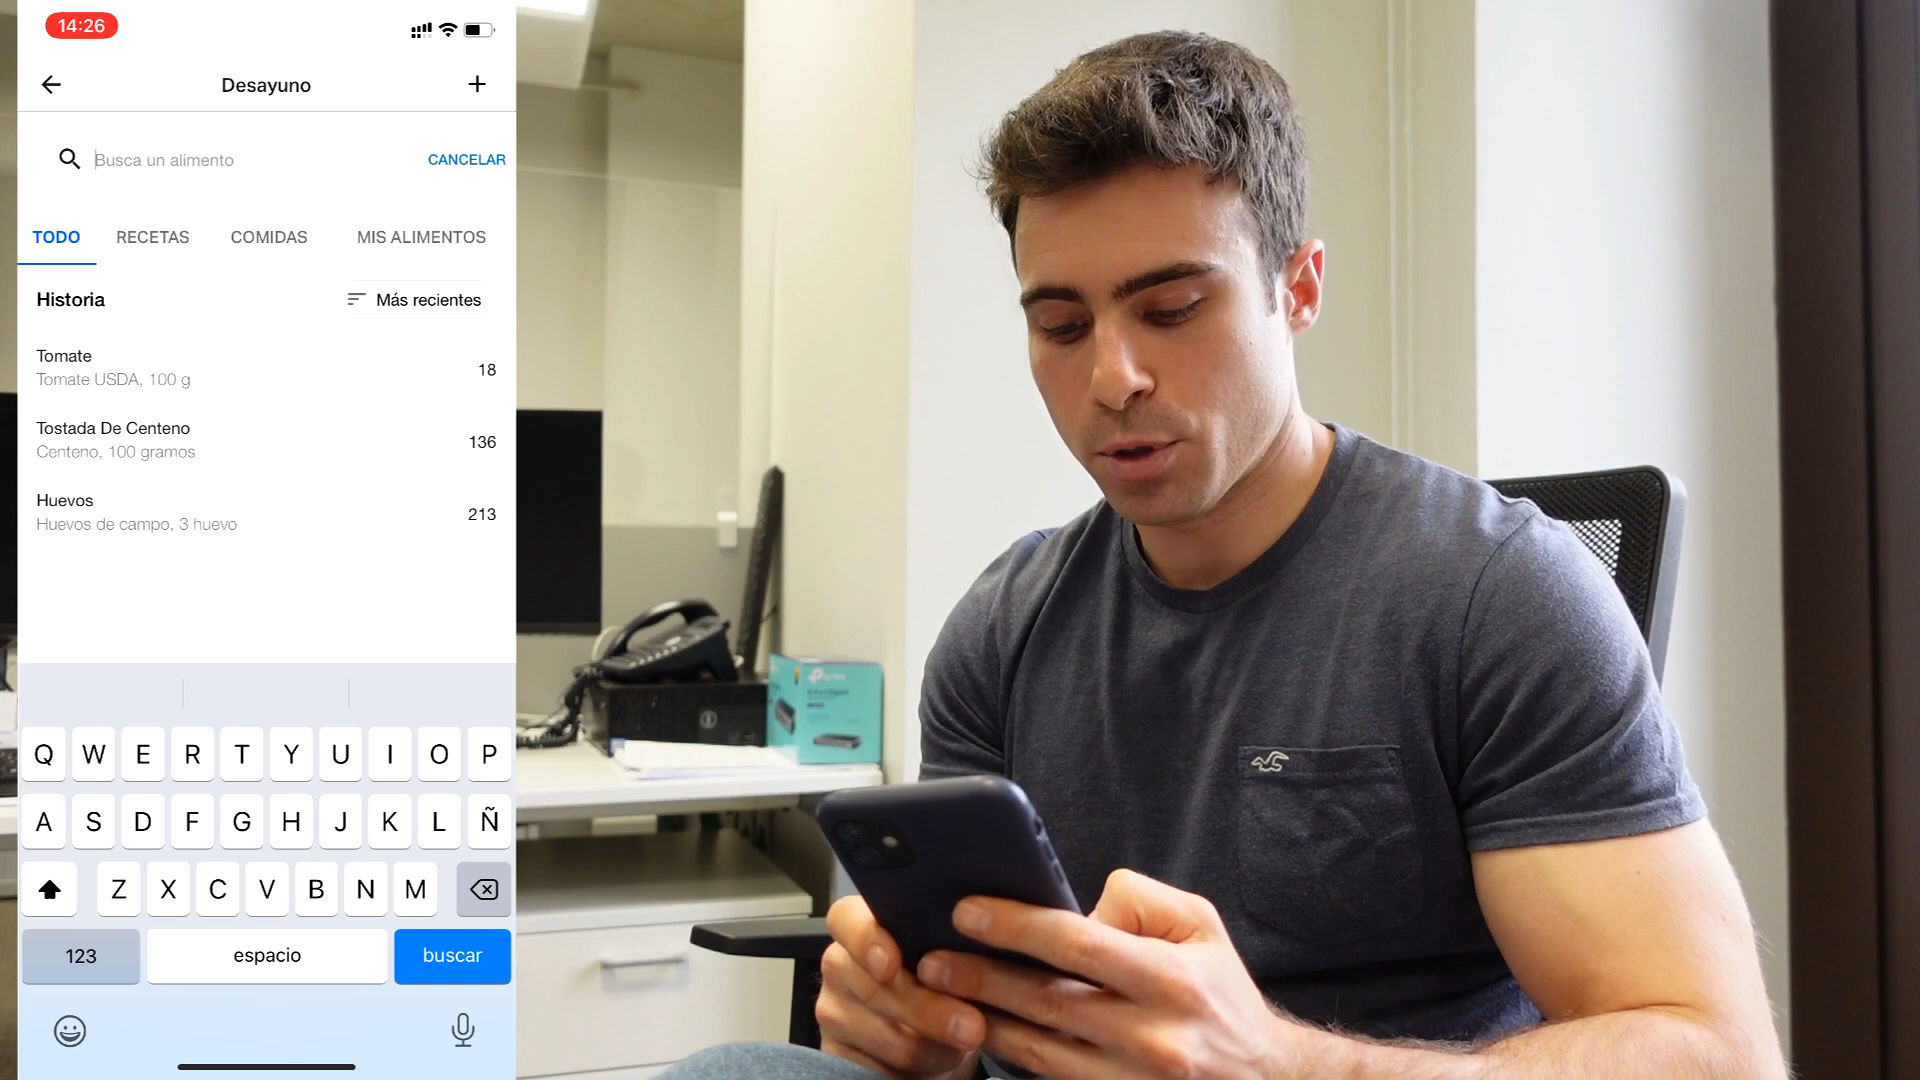 14:26
Desayuno
Busca un alimento
CANCELAR
TODO RECETAS COMIDAS MIS ALIMENTOS
Historia Más recientes
Tomate
Tomate USDA, 100 g
18
Tostada De Centeno
Centeno, 100 gramos
136
Huevos
Huevos de campo, 3 huevo
213
Q W E R T Y U I O P
A S D F G H J K L Ñ
Z X C V B N M
123 espacio buscar